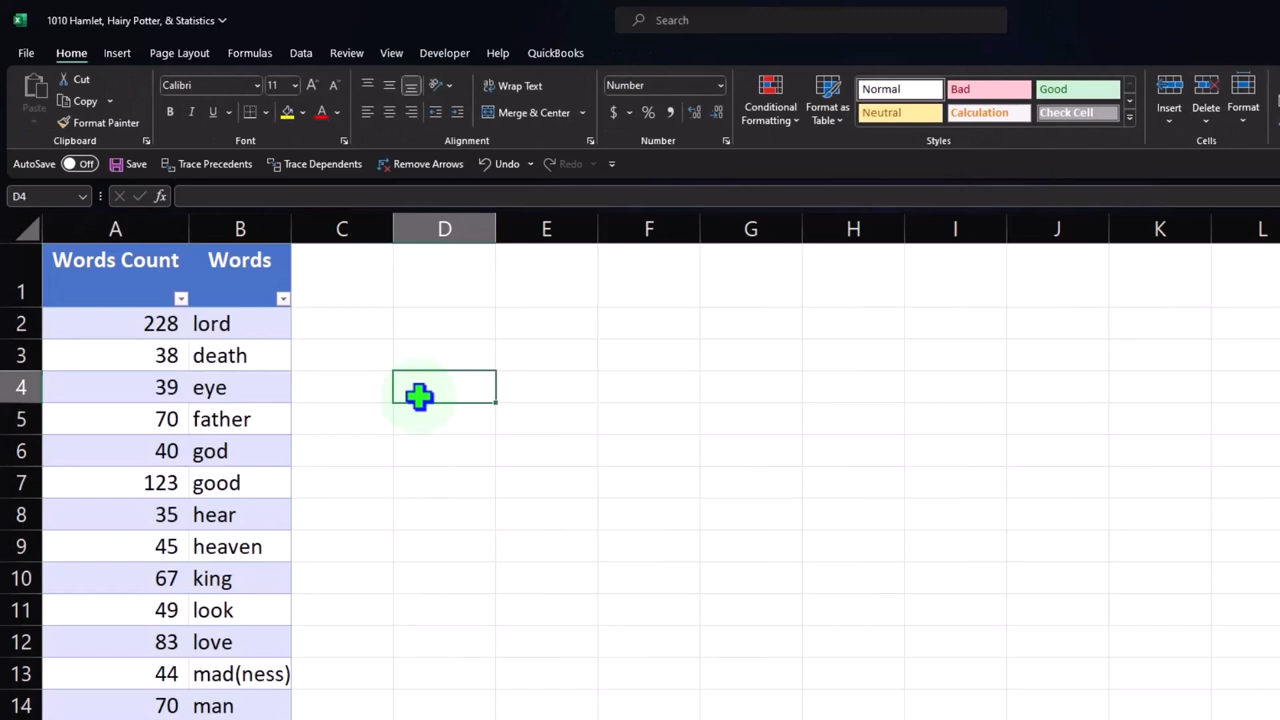 1010 Hamlet, Hairy Potter, & Statistics
Search
File Home Insert Page Layout Formulas Data Review View Developer Help QuickBooks
Paste
Cut
Copy
Format Painter
Clipboard
Calibri 11
B I U
Font
Wrap Text
Merge & Center
Alignment
Number
$ %
Number
Conditional Formatting
Format as Table
Normal Bad Good
Neutral Calculation Check Cell
Styles
Insert Delete Format
Cells
AutoSave Off Save Trace Precedents Trace Dependents Remove Arrows Undo Redo
D4 fx
A B C D E F G H I J K L
1 Words Count Words
2 228 lord
3 38 death
4 39 eye
5 70 father
6 40 god
7 123 good
8 35 hear
9 45 heaven
10 67 king
11 49 look
12 83 love
13 44 mad(ness)
14 70 man